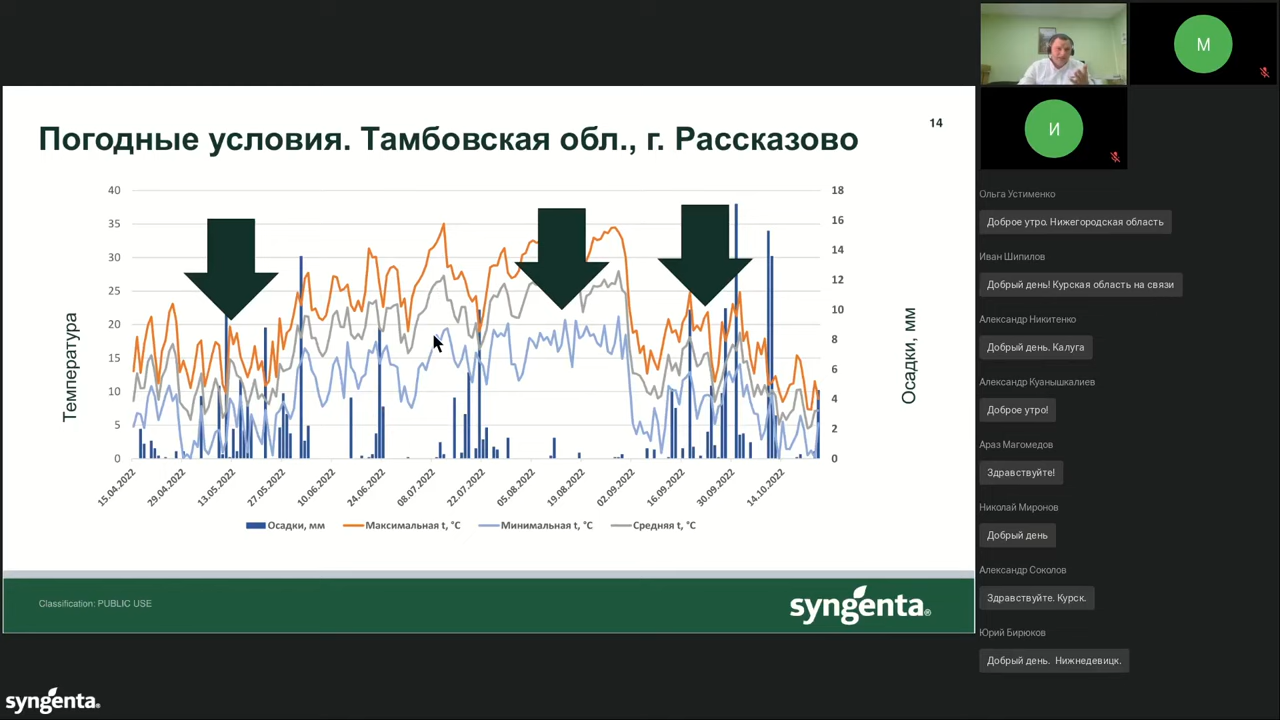 Погодные условия. Тамбовская обл., г. Рассказово
14
40
35
30
25
20
15
10
5
0
18
16
14
12
10
8
6
4
2
0
Температура
Осадки, мм
15.04.2022
29.04.2022
13.05.2022
27.05.2022
10.06.2022
24.06.2022
08.07.2022
22.07.2022
05.08.2022
19.08.2022
02.09.2022
16.09.2022
30.09.2022
14.10.2022
Осадки, мм
Максимальная t, °C
Минимальная t, °C
Средняя t, °C
Classification: PUBLIC USE
syngenta®
syngenta®
М
И
Ольга Устименко
Доброе утро. Нижегородская область
Иван Шипилов
Добрый день! Курская область на связи
Александр Никитенко
Добрый день. Калуга
Александр Куанышкалиев
Доброе утро!
Араз Магомедов
Здравствуйте!
Николай Миронов
Добрый день
Александр Соколов
Здравствуйте. Курск.
Юрий Бирюков
Добрый день. Нижнедевицк.